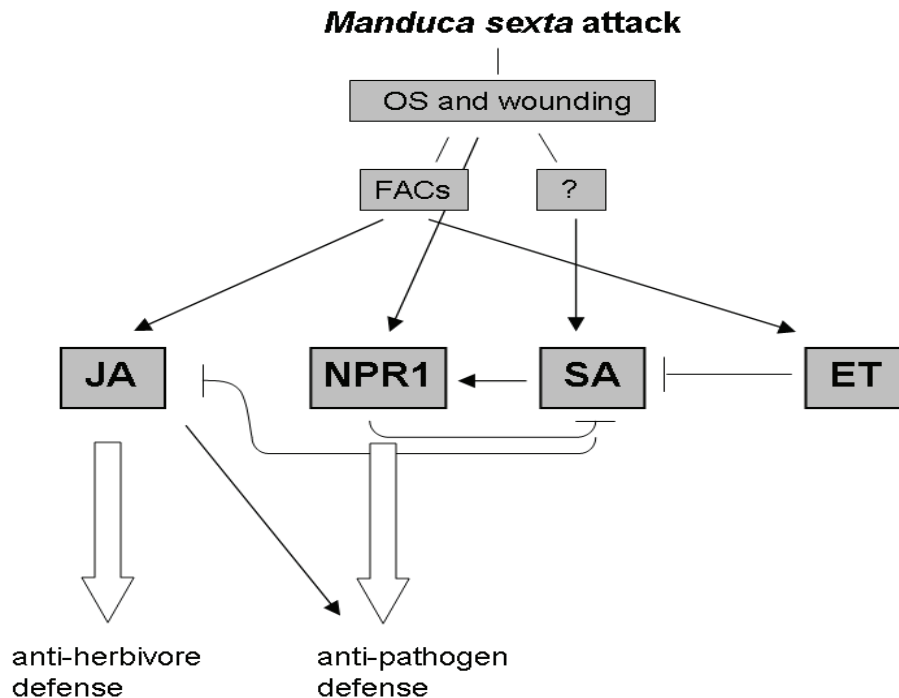 Manduca sexta attack
OS and wounding
FACs
?
JA
NPR1
SA
ET
anti-herbivore
defense
anti-pathogen
defense